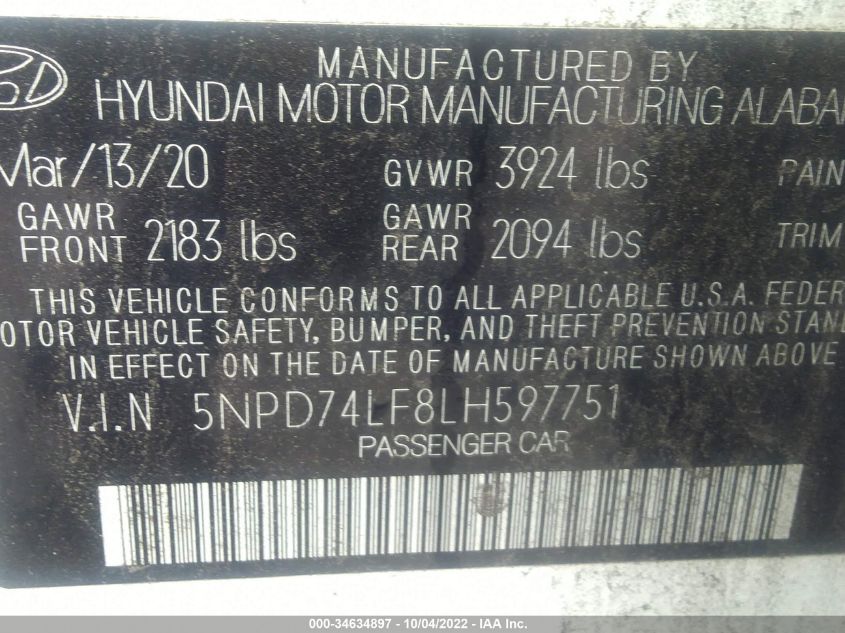 MANUFACTURED BY
HYUNDAI MOTOR MANUFACTURING ALABA
Mar/13/20 GVWR 3924 lbs PAIN
GAWR FRONT 2183 lbs GAWR REAR 2094 lbs TRIM
THIS VEHICLE CONFORMS TO ALL APPLICABLE U.S.A. FEDER
OTOR VEHICLE SAFETY, BUMPER, AND THEFT PREVENTION STAN
IN EFFECT ON THE DATE OF MANUFACTURE SHOWN ABOVE
V.I.N 5NPD74LF8LH597751
PASSENGER CAR
000-34634897 - 10/04/2022 - IAA Inc.